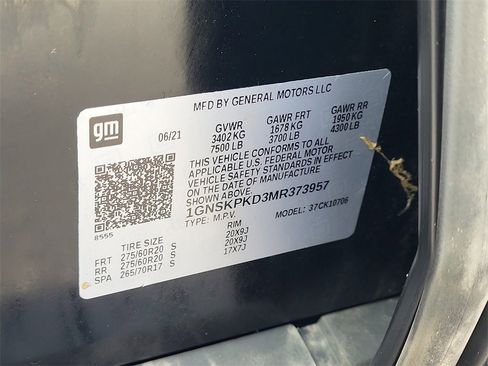 MFD BY GENERAL MOTORS LLC
gm
06/21
GVWR GAWR FRT GAWR RR
3402 KG 1678 KG 1950 KG
7500 LB 3700 LB 4300 LB
THIS VEHICLE CONFORMS TO ALL
APPLICABLE U.S. FEDERAL MOTOR
VEHICLE SAFETY STANDARDS IN EFFECT
ON THE DATE OF MANUFACTURE
SHOWN ABOVE.
1GNSKPKD3MR373957
TYPE: M.P.V. MODEL: 37CK10706
8555
TIRE SIZE RIM
FRT 275/60R20 S 20X9J
RR 275/60R20 S 20X9J
SPA 265/70R17 S 17X7J